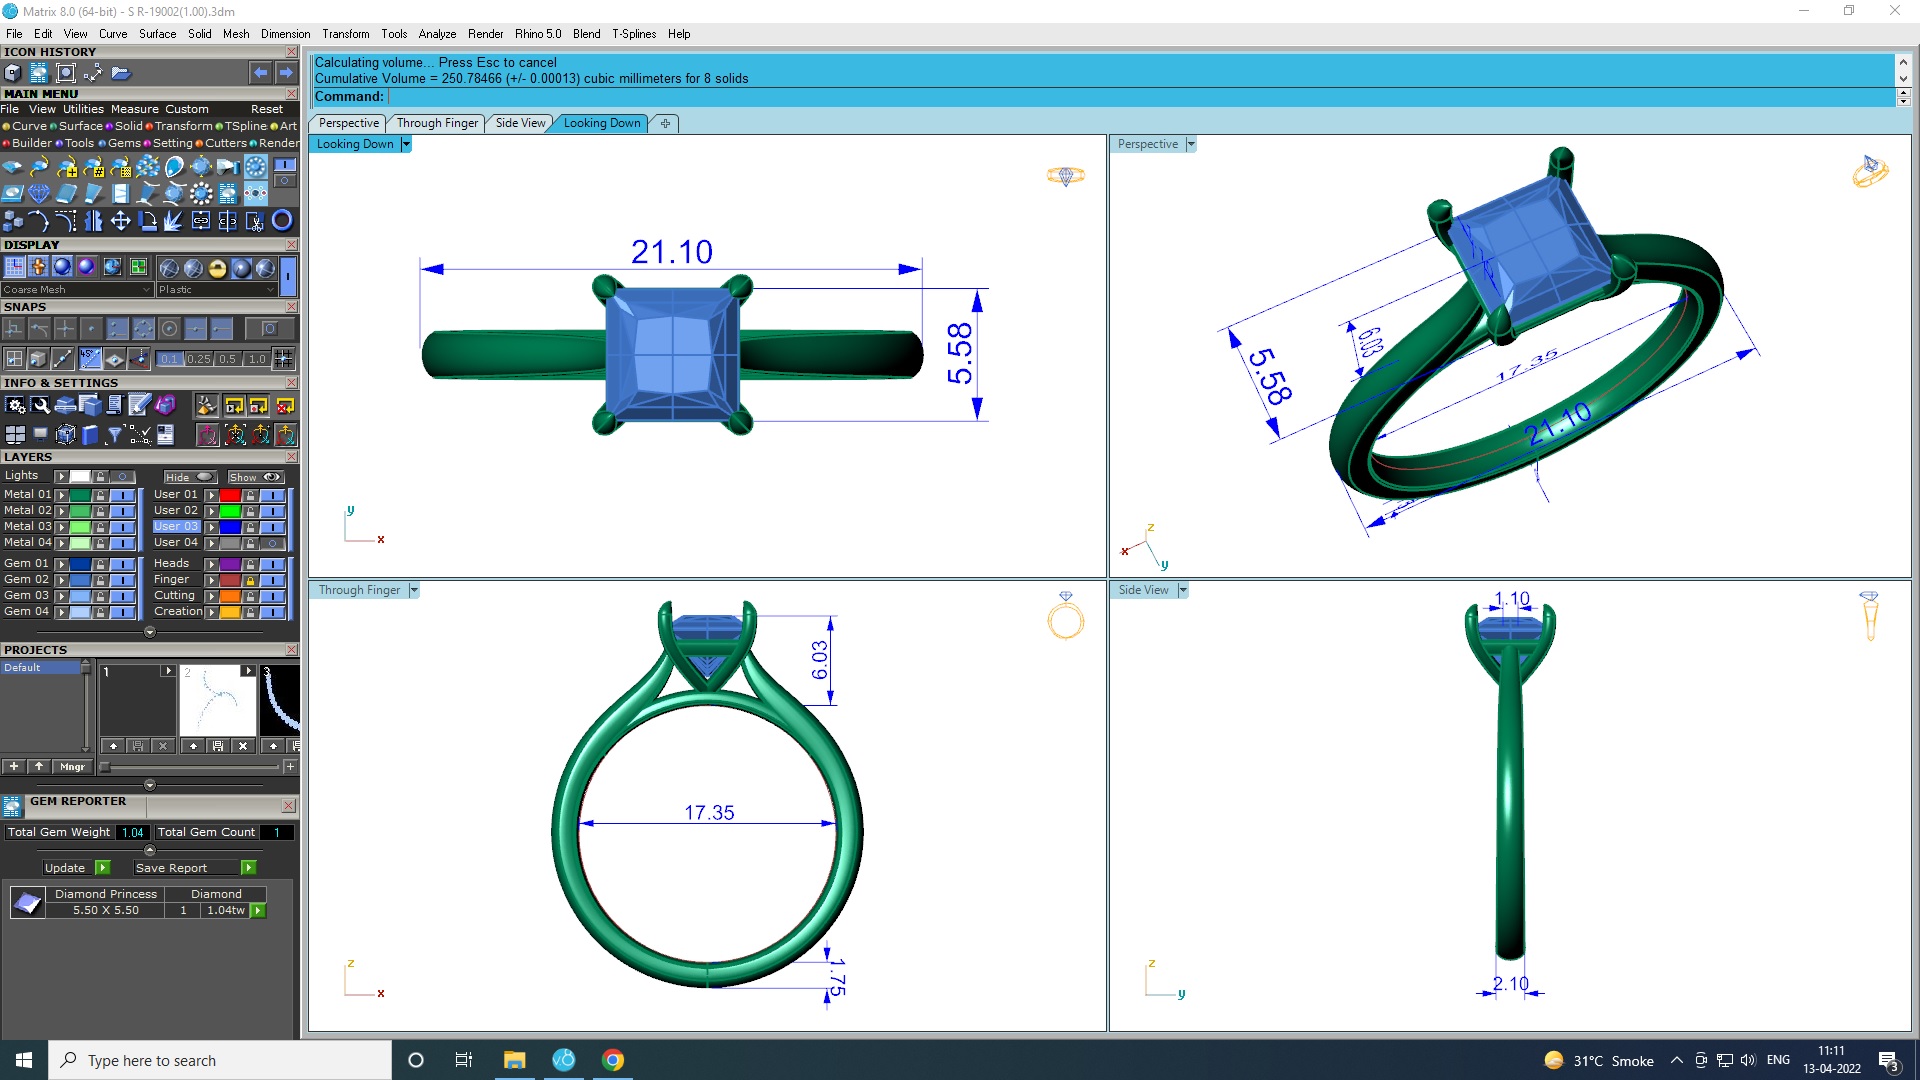 Matrix 8.0 (64-bit) - S R-19002(1.00).3dm
File Edit View Curve Surface Solid Mesh Dimension Transform Tools Analyze Render Rhino 5.0 Blend T-Splines Help
ICON HISTORY
MAIN MENU
File View Utilities Measure Custom Reset
Curve Surface Solid Transform TSpline Art
Builder Tools Gems Setting Cutters Render
DISPLAY
Coarse Mesh Plastic
SNAPS
45°
0.1 0.25 0.5 1.0
INFO & SETTINGS
LAYERS
Lights Hide Show
Metal 01 User 01
Metal 02 User 02
Metal 03 User 03
Metal 04 User 04
Gem 01 Heads
Gem 02 Finger
Gem 03 Cutting
Gem 04 Creation
PROJECTS
Default
1 2 3
Mngr
GEM REPORTER
Total Gem Weight 1.04 Total Gem Count 1
Update Save Report
Diamond Princess Diamond
5.50 X 5.50 1 1.04tw
Calculating volume... Press Esc to cancel
Cumulative Volume = 250.78466 (+/- 0.00013) cubic millimeters for 8 solids
Command:
Perspective Through Finger Side View Looking Down
Looking Down
21.10
5.58
y
x
Perspective
5.58
6.03
17.35
21.10
z
x
y
Through Finger
6.03
17.35
1.75
z
x
Side View
1.10
2.10
z
y
Type here to search
31°C Smoke
ENG
11:11
13-04-2022
3